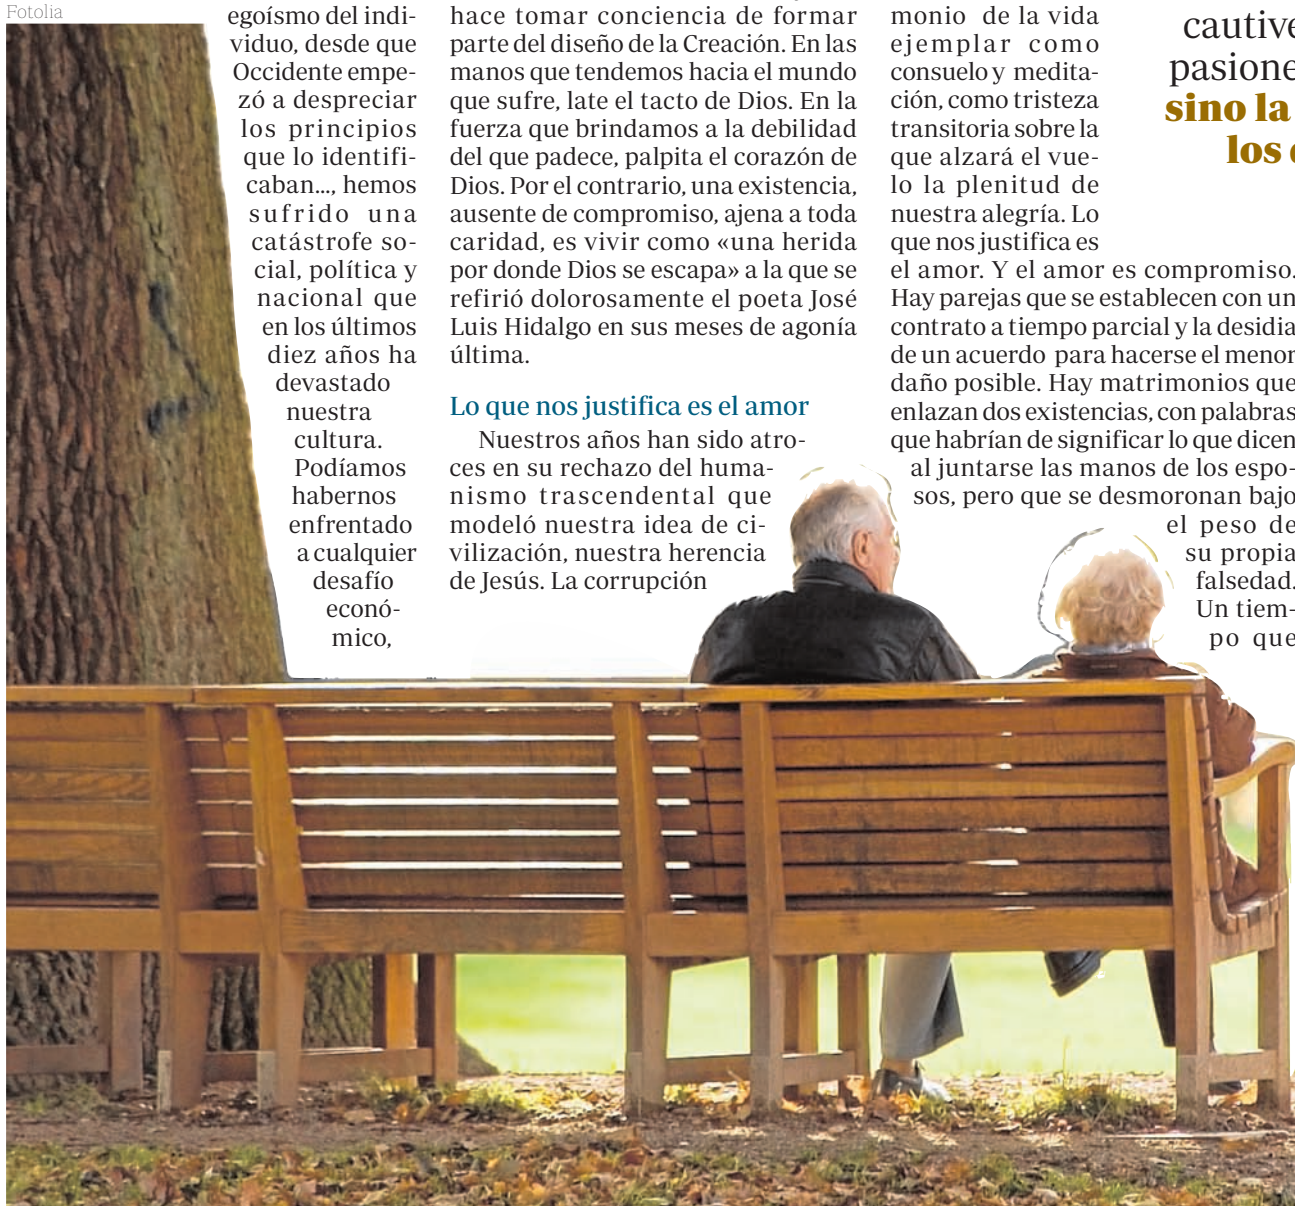 Fotolia
egoísmo del indi-
viduo, desde que
Occidente empe-
zó a despreciar
los principios
que lo identifi-
caban..., hemos
sufrido una
catástrofe so-
cial, política y
nacional que
en los últimos
diez años ha
devastado
nuestra
cultura.
Podíamos
habernos
enfrentado
a cualquier
desafío
econó-
mico,
hace tomar conciencia de formar
parte del diseño de la Creación. En las
manos que tendemos hacia el mundo
que sufre, late el tacto de Dios. En la
fuerza que brindamos a la debilidad
del que padece, palpita el corazón de
Dios. Por el contrario, una existencia,
ausente de compromiso, ajena a toda
caridad, es vivir como «una herida
por donde Dios se escapa» a la que se
refirió dolorosamente el poeta José
Luis Hidalgo en sus meses de agonía
última.
Lo que nos justifica es el amor
Nuestros años han sido atro-
ces en su rechazo del huma-
nismo trascendental que
modeló nuestra idea de ci-
vilización, nuestra herencia
de Jesús. La corrupción
monio de la vida
ejemplar como
consuelo y medita-
ción, como tristeza
transitoria sobre la
que alzará el vue-
lo la plenitud de
nuestra alegría. Lo
que nos justifica es
el amor. Y el amor es compromiso.
Hay parejas que se establecen con un
contrato a tiempo parcial y la desidia
de un acuerdo para hacerse el menor
daño posible. Hay matrimonios que
enlazan dos existencias, con palabras
que habrían de significar lo que dicen
al juntarse las manos de los espo-
sos, pero que se desmoronan bajo
el peso de
su propia
falsedad.
Un tiem-
po que
cautive
pasione
sino la
los